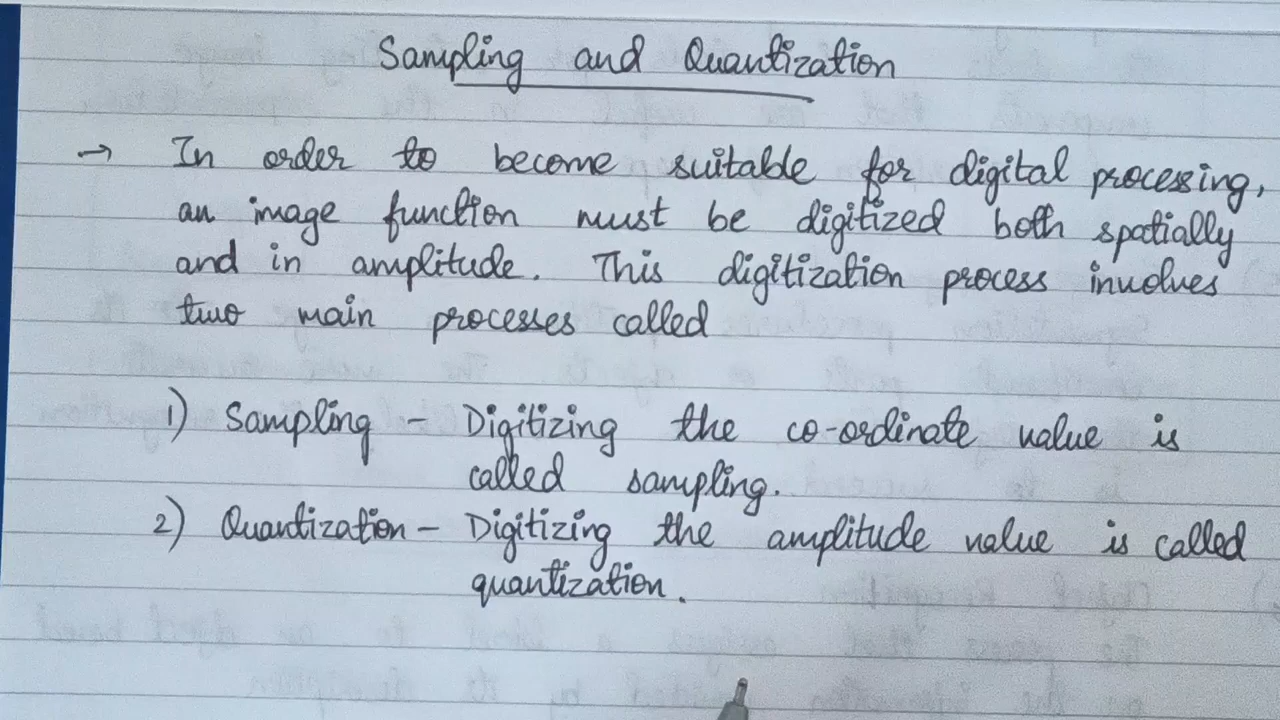 Sampling and Quantization
→ In order to become suitable for digital processing,
an image function must be digitized both spatially
and in amplitude. This digitization process involves
two main processes called
1) Sampling - Digitizing the co-ordinate value is
called sampling.
2) Quantization - Digitizing the amplitude value is called
quantization.